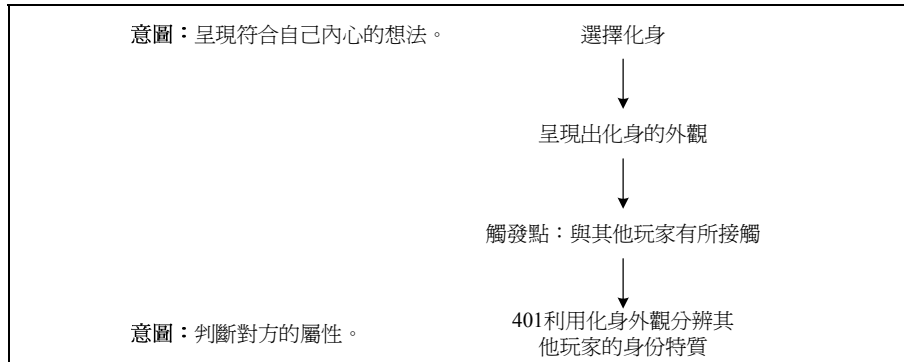 意圖：呈現符合自己內心的想法。
選擇化身
呈現出化身的外觀
觸發點：與其他玩家有所接觸
意圖：判斷對方的屬性。
401利用化身外觀分辨其
他玩家的身份特質